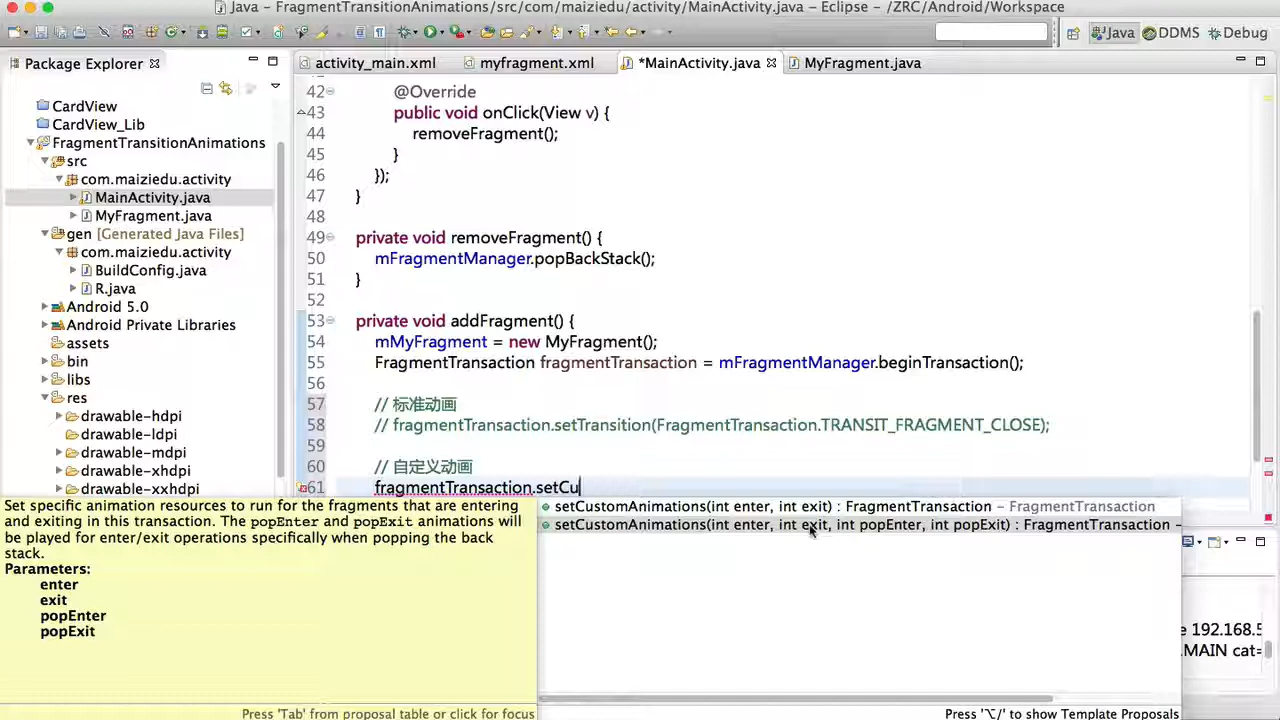 Java - FragmentTransitionAnimations/src/com/maiziedu/activity/MainActivity.java - Eclipse - /ZRC/Android/Workspace
Java
DDMS
Debug
Package Explorer
activity_main.xml
myfragment.xml
*MainActivity.java
MyFragment.java
CardView
CardView_Lib
FragmentTransitionAnimations
src
com.maiziedu.activity
MainActivity.java
MyFragment.java
gen [Generated Java Files]
com.maiziedu.activity
BuildConfig.java
R.java
Android 5.0
Android Private Libraries
assets
bin
libs
res
drawable-hdpi
drawable-ldpi
drawable-mdpi
drawable-xhdpi
drawable-xxhdpi
42 @Override
43 public void onClick(View v) {
44 removeFragment();
45 }
46 });
47 }
48
49 private void removeFragment() {
50 mFragmentManager.popBackStack();
51 }
52
53 private void addFragment() {
54 mMyFragment = new MyFragment();
55 FragmentTransaction fragmentTransaction = mFragmentManager.beginTransaction();
56
57 // 标准动画
58 // fragmentTransaction.setTransition(FragmentTransaction.TRANSIT_FRAGMENT_CLOSE);
59
60 // 自定义动画
61 fragmentTransaction.setCu
Set specific animation resources to run for the fragments that are entering
and exiting in this transaction. The popEnter and popExit animations will
be played for enter/exit operations specifically when popping the back
stack.
Parameters:
enter
exit
popEnter
popExit
Press 'Tab' from proposal table or click for focus
setCustomAnimations(int enter, int exit) : FragmentTransaction - FragmentTransaction
setCustomAnimations(int enter, int exit, int popEnter, int popExit) : FragmentTransaction -
Press '⌥/' to show Template Proposals
e 192.168.5
.MAIN cat=